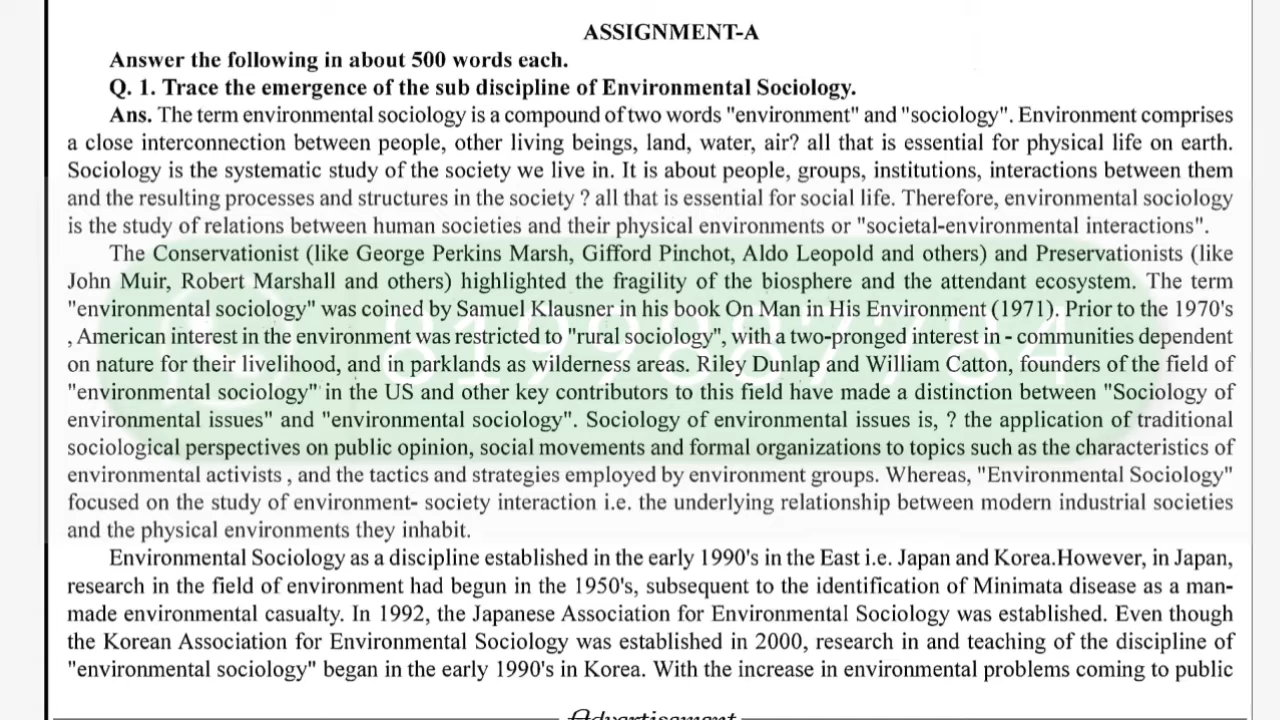 ASSIGNMENT-A
Answer the following in about 500 words each.
Q. 1. Trace the emergence of the sub discipline of Environmental Sociology.
Ans. The term environmental sociology is a compound of two words "environment" and "sociology". Environment comprises
a close interconnection between people, other living beings, land, water, air? all that is essential for physical life on earth.
Sociology is the systematic study of the society we live in. It is about people, groups, institutions, interactions between them
and the resulting processes and structures in the society ? all that is essential for social life. Therefore, environmental sociology
is the study of relations between human societies and their physical environments or "societal-environmental interactions".
The Conservationist (like George Perkins Marsh, Gifford Pinchot, Aldo Leopold and others) and Preservationists (like
John Muir, Robert Marshall and others) highlighted the fragility of the biosphere and the attendant ecosystem. The term
"environmental sociology" was coined by Samuel Klausner in his book On Man in His Environment (1971). Prior to the 1970's
, American interest in the environment was restricted to "rural sociology", with a two-pronged interest in - communities dependent
on nature for their livelihood, and in parklands as wilderness areas. Riley Dunlap and William Catton, founders of the field of
"environmental sociology" in the US and other key contributors to this field have made a distinction between "Sociology of
environmental issues" and "environmental sociology". Sociology of environmental issues is, ? the application of traditional
sociological perspectives on public opinion, social movements and formal organizations to topics such as the characteristics of
environmental activists , and the tactics and strategies employed by environment groups. Whereas, "Environmental Sociology"
focused on the study of environment- society interaction i.e. the underlying relationship between modern industrial societies
and the physical environments they inhabit.
Environmental Sociology as a discipline established in the early 1990's in the East i.e. Japan and Korea.However, in Japan,
research in the field of environment had begun in the 1950's, subsequent to the identification of Minimata disease as a man-
made environmental casualty. In 1992, the Japanese Association for Environmental Sociology was established. Even though
the Korean Association for Environmental Sociology was established in 2000, research in and teaching of the discipline of
"environmental sociology" began in the early 1990's in Korea. With the increase in environmental problems coming to public
Advertisement